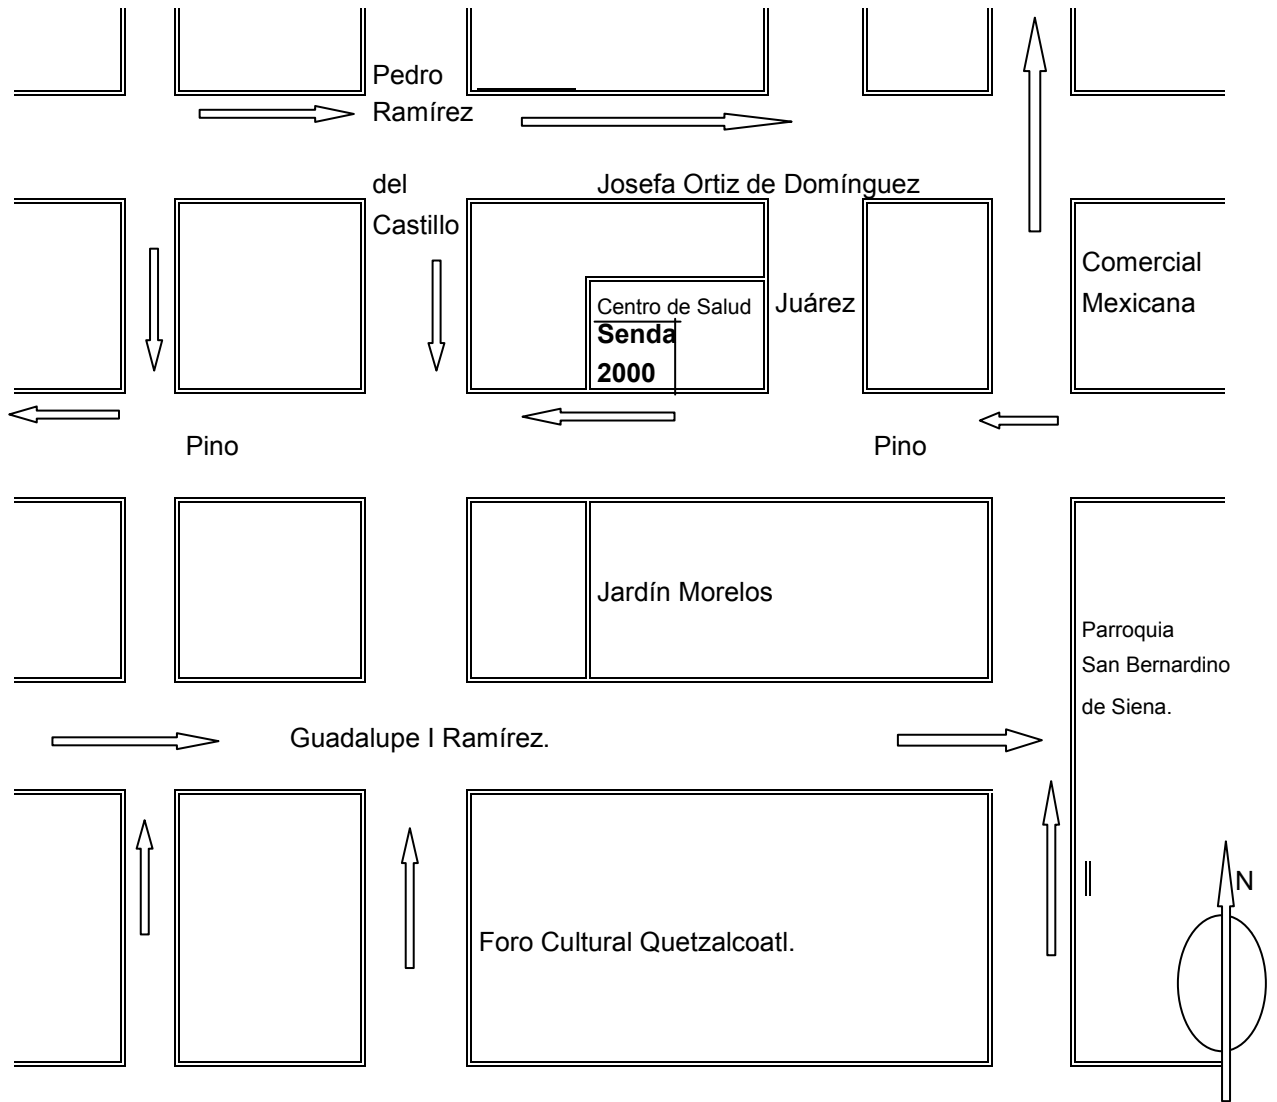 Pedro
Ramírez
del
Castillo
Josefa Ortiz de Domínguez
Comercial
Mexicana
Centro de Salud
Senda
2000
Juárez
Pino
Pino
Jardín Morelos
Parroquia
San Bernardino
de Siena.
Guadalupe I Ramírez.
N
Foro Cultural Quetzalcoatl.